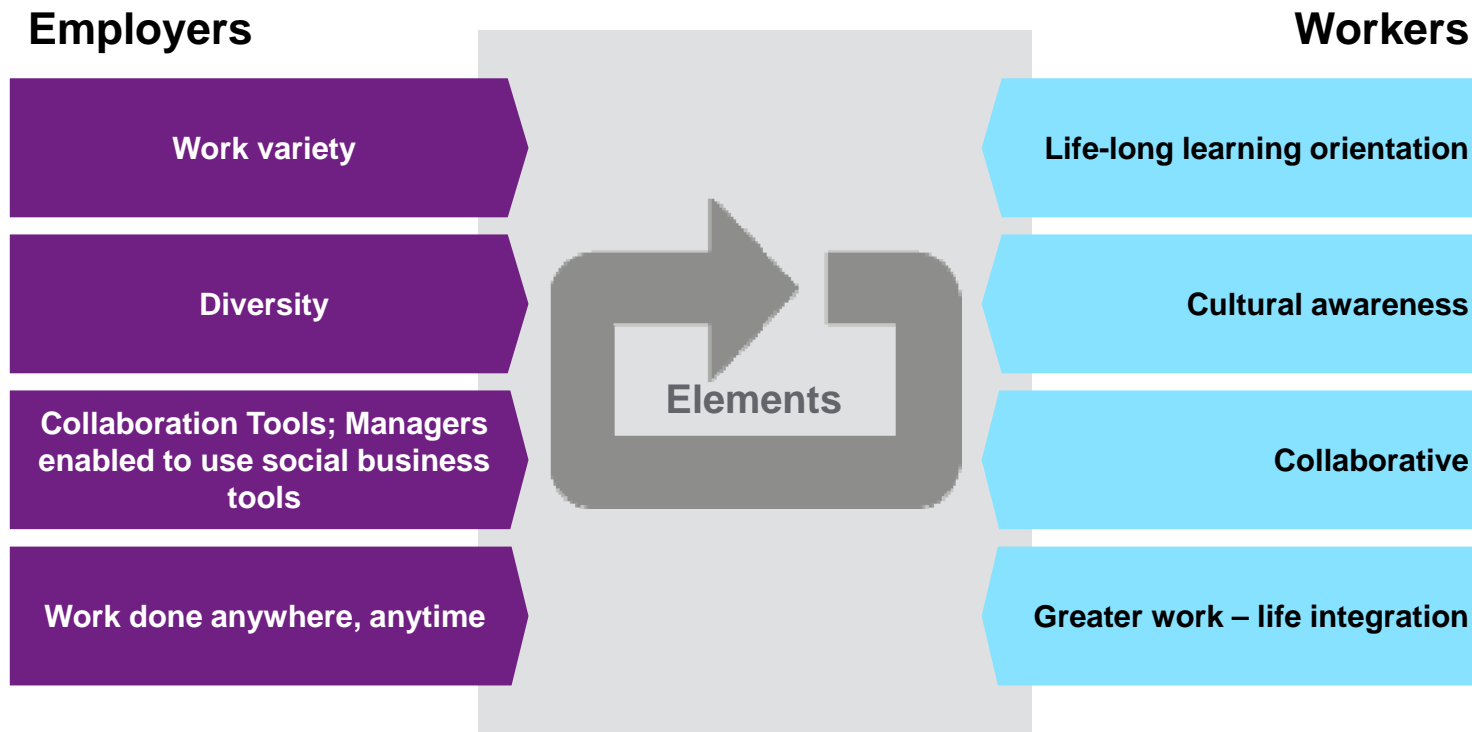 Employers
Workers
Work variety
Life-long learning orientation
Diversity
Cultural awareness
Elements
Collaboration Tools; Managers
enabled to use social business
tools
Collaborative
Work done anywhere, anytime
Greater work – life integration